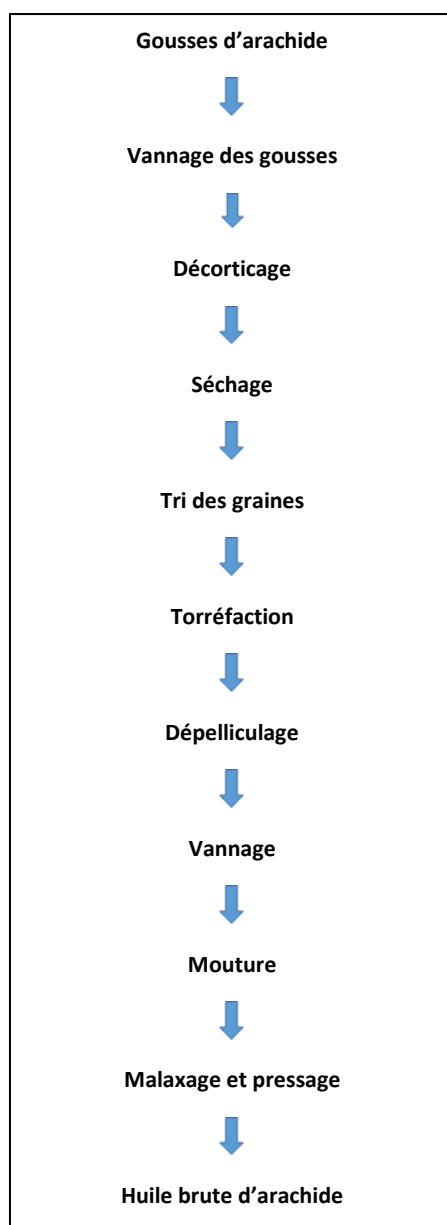 Gousses d’arachide
Vannage des gousses
Décorticage
Séchage
Tri des graines
Torréfaction
Dépelliculage
Vannage
Mouture
Malaxage et pressage
Huile brute d’arachide